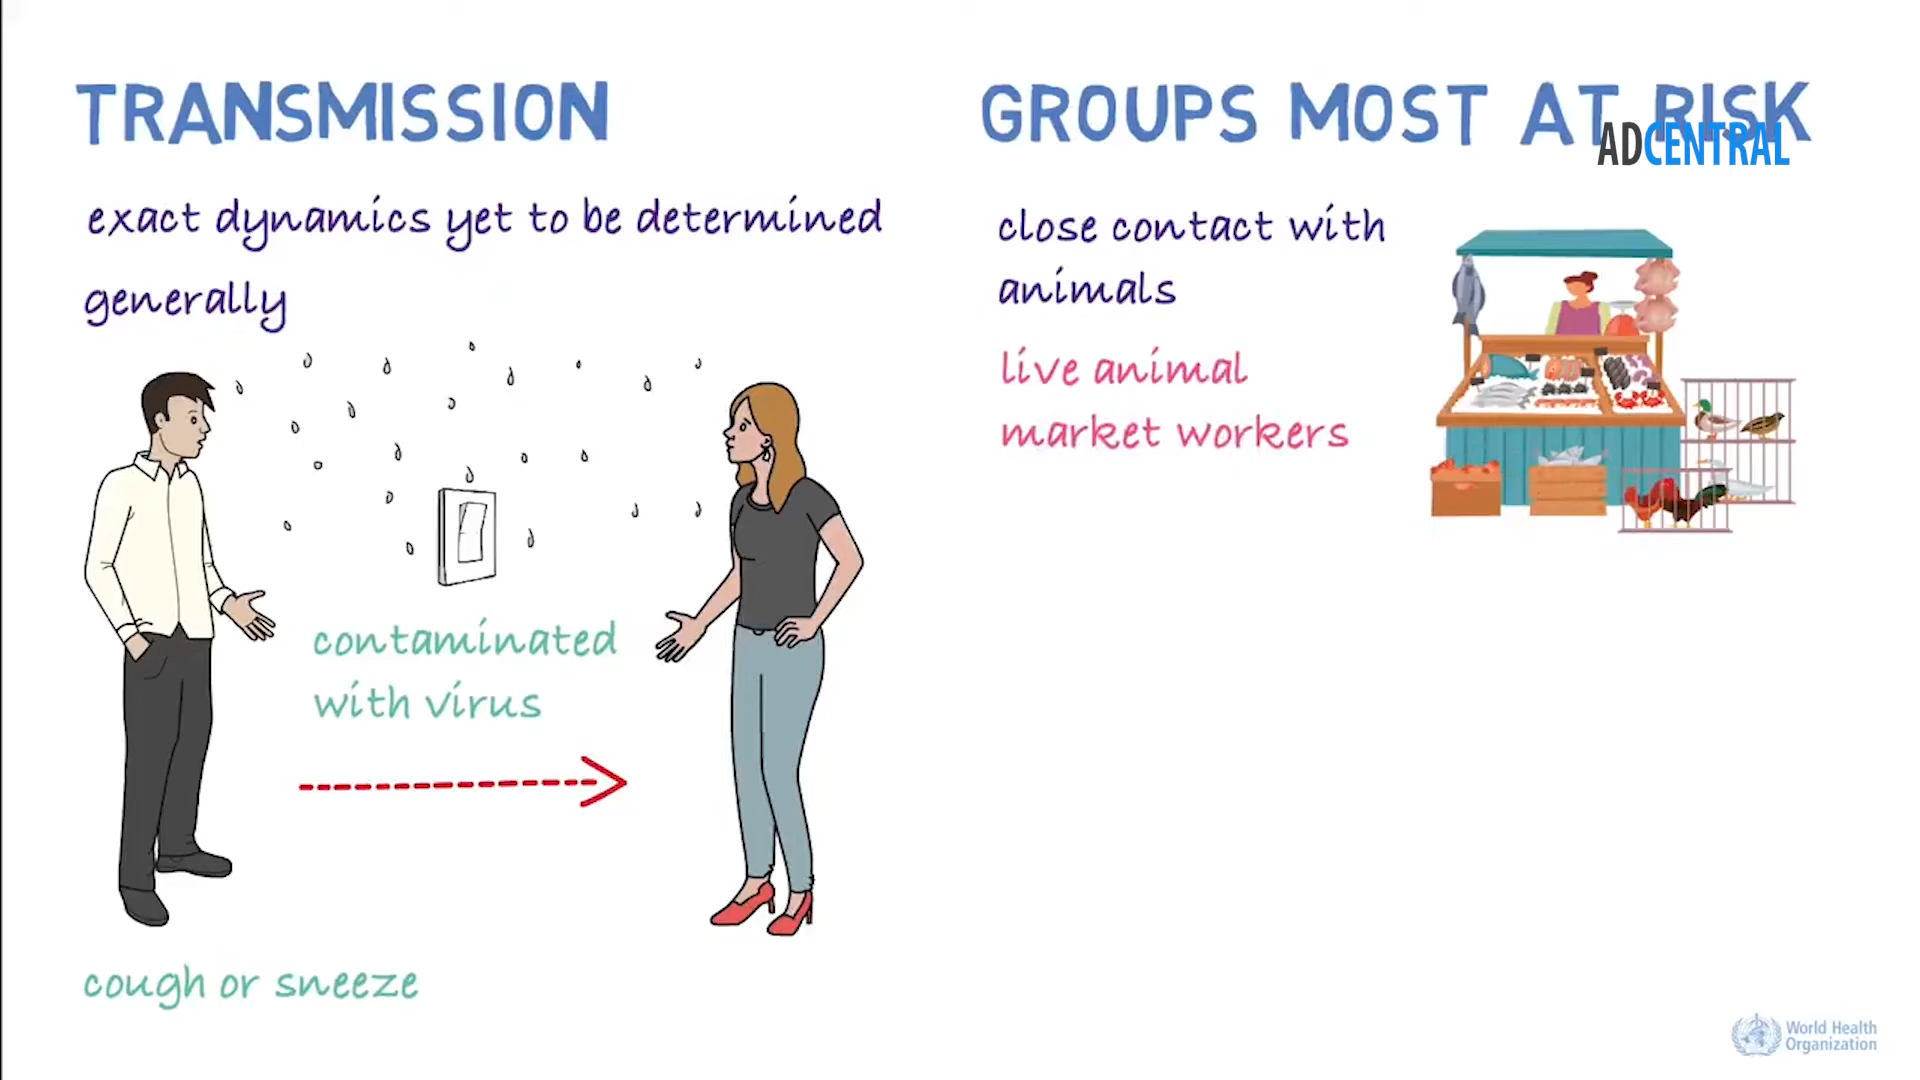 TRANSMISSION
exact dynamics yet to be determined
generally
contaminated
with virus
cough or sneeze
GROUPS MOST AT RISK
ADCENTRAL
close contact with
animals
live animal
market workers
World Health
Organization